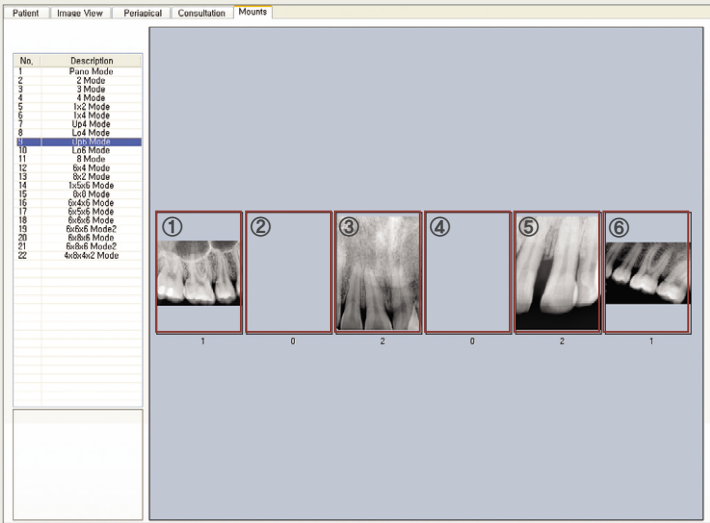 Patient Image View Periapical Consultation Mounts
No. Description
1 Pano Mode
2 2 Mode
3 3 Mode
4 4 Mode
5 1x2 Mode
6 1x4 Mode
7 Up4 Mode
8 Lo4 Mode
9 Up6 Mode
10 Lo6 Mode
11 8 Mode
12 6x4 Mode
13 8x2 Mode
14 1x5x6 Mode
15 Mode
16 6x4x6 Mode
17 6x5x6 Mode
18 6x6x6 Mode
19 6x6x6 Mode2
20 6x8x6 Mode
21 6x8x6 Mode2
22 4x8x4x2 Mode
① ② ③ ④ ⑤ ⑥
1 0 2 0 2 1